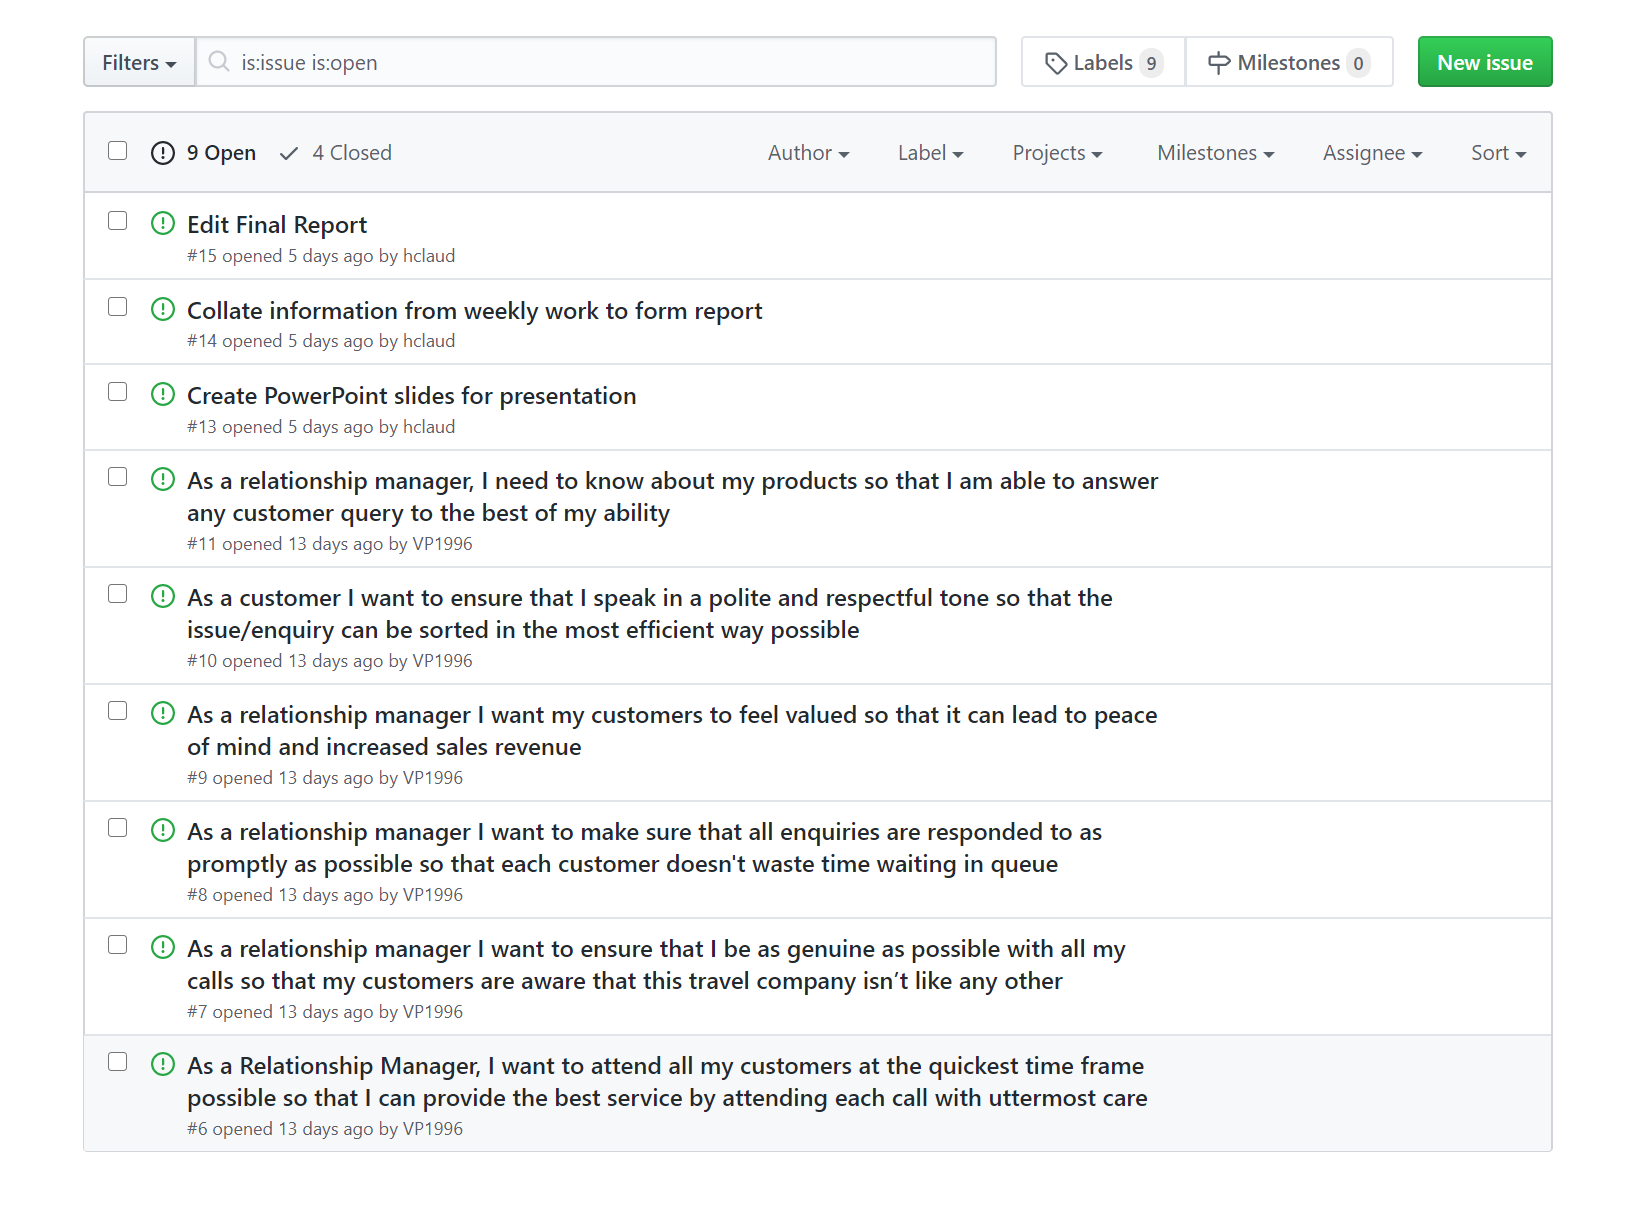 Filters is:issue is:open Labels 9 Milestones 0 New issue
9 Open 4 Closed Author Label Projects Milestones Assignee Sort
Edit Final Report
#15 opened 5 days ago by hclaud
Collate information from weekly work to form report
#14 opened 5 days ago by hclaud
Create PowerPoint slides for presentation
#13 opened 5 days ago by hclaud
As a relationship manager, I need to know about my products so that I am able to answer
any customer query to the best of my ability
#11 opened 13 days ago by VP1996
As a customer I want to ensure that I speak in a polite and respectful tone so that the
issue/enquiry can be sorted in the most efficient way possible
#10 opened 13 days ago by VP1996
As a relationship manager I want my customers to feel valued so that it can lead to peace
of mind and increased sales revenue
#9 opened 13 days ago by VP1996
As a relationship manager I want to make sure that all enquiries are responded to as
promptly as possible so that each customer doesn't waste time waiting in queue
#8 opened 13 days ago by VP1996
As a relationship manager I want to ensure that I be as genuine as possible with all my
calls so that my customers are aware that this travel company isn’t like any other
#7 opened 13 days ago by VP1996
As a Relationship Manager, I want to attend all my customers at the quickest time frame
possible so that I can provide the best service by attending each call with uttermost care
#6 opened 13 days ago by VP1996